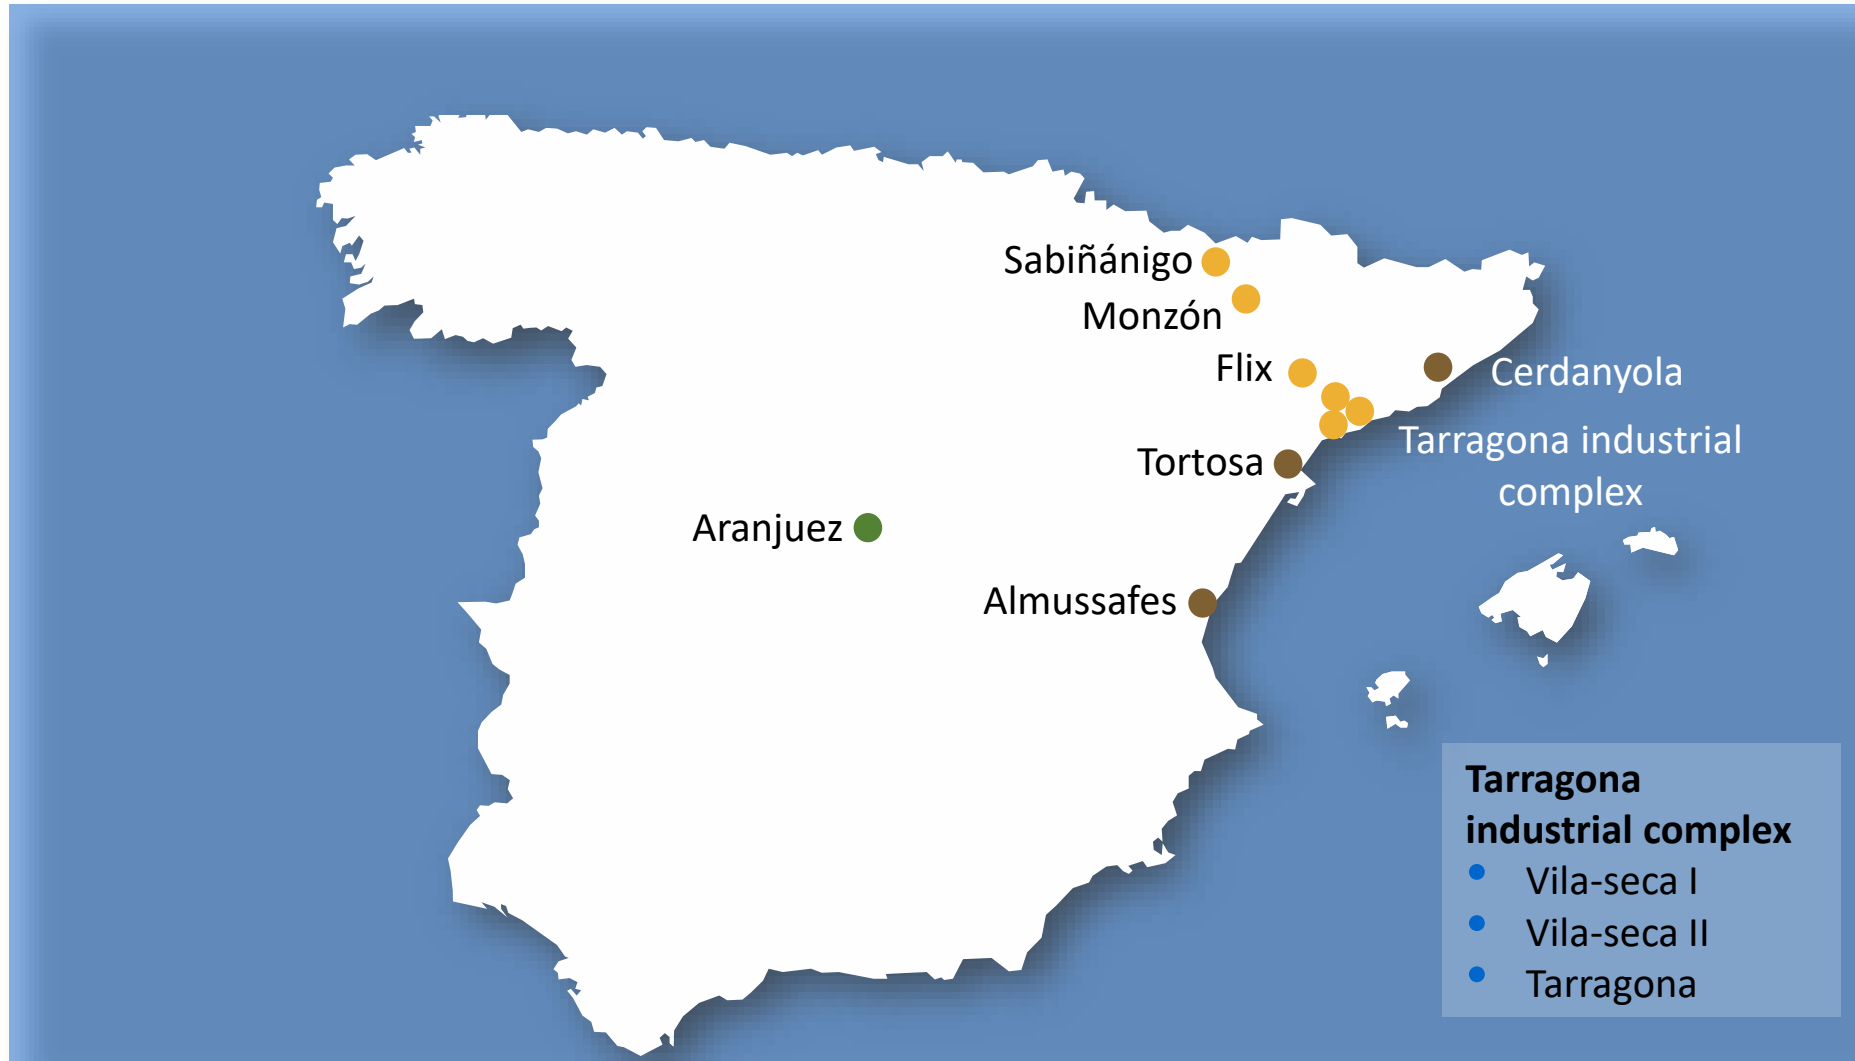 Sabiñánigo
Monzón
Flix
Cerdanyola
Tarragona industrial
complex
Tortosa
Aranjuez
Almussafes
Tarragona
industrial complex
• Vila-seca I
• Vila-seca II
• Tarragona